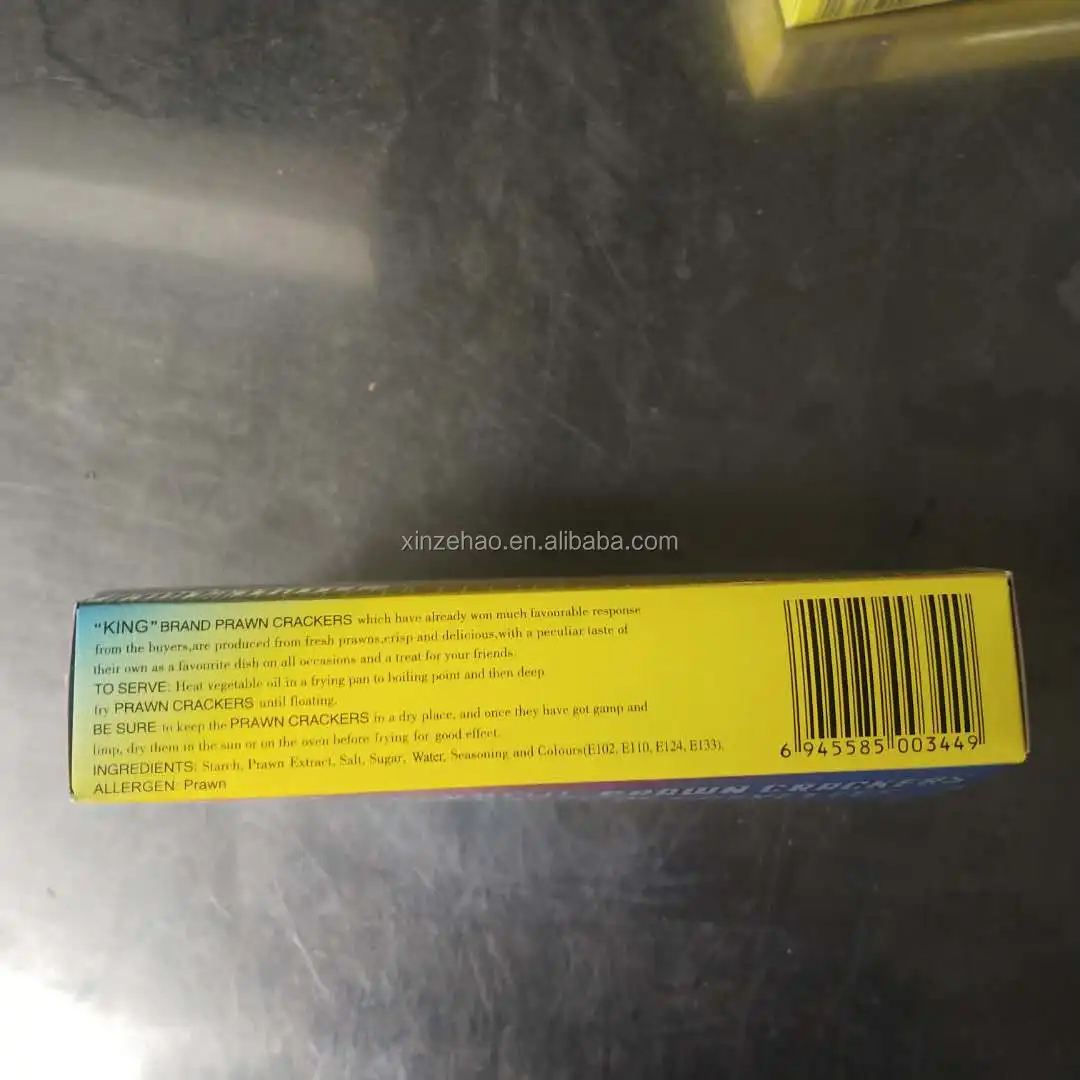 xinzehao.en.alibaba.com
"KING" BRAND PRAWN CRACKERS which have already won much favourable response
from the buyers,are produced from fresh prawns,crisp and delicious,with a peculiar taste of
their own as a favourite dish on all occasions and a treat for your friends.
TO SERVE: Heat vegetable oil in a frying pan to boiling point and then deep
fry PRAWN CRACKERS until floating.
BE SURE to keep the PRAWN CRACKERS in a dry place, and once they have got gamp and
limp, dry them in the sun or on the oven before frying for good effect.
INGREDIENTS: Starch, Prawn Extract, Salt, Sugar, Water, Seasoning and Colours(E102, E110, E124, E133).
ALLERGEN: Prawn
6 945585 003449
PRAWN CRACKERS